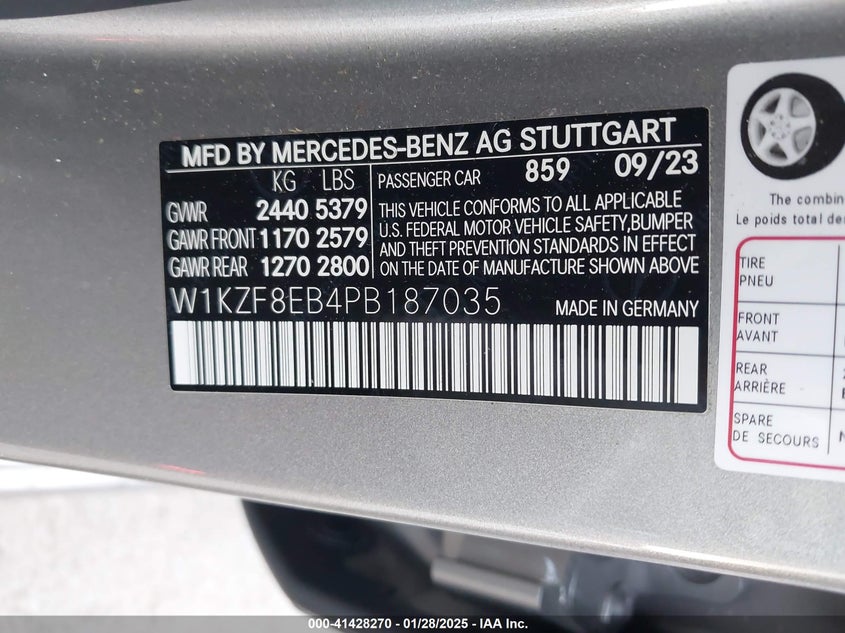 MFD BY MERCEDES-BENZ AG STUTTGART
KG LBS
PASSENGER CAR 859 09/23
GVWR 2440 5379
GAWR FRONT 1170 2579
GAWR REAR 1270 2800
THIS VEHICLE CONFORMS TO ALL APPLICABLE
U.S. FEDERAL MOTOR VEHICLE SAFETY, BUMPER
AND THEFT PREVENTION STANDARDS IN EFFECT
ON THE DATE OF MANUFACTURE SHOWN ABOVE
W1KZF8EB4PB187035 MADE IN GERMANY
The combin
Le poids total de
TIRE
PNEU
FRONT
AVANT
REAR
ARRIÈRE
SPARE
DE SECOURS
000-41428270 - 01/28/2025 - IAA Inc.